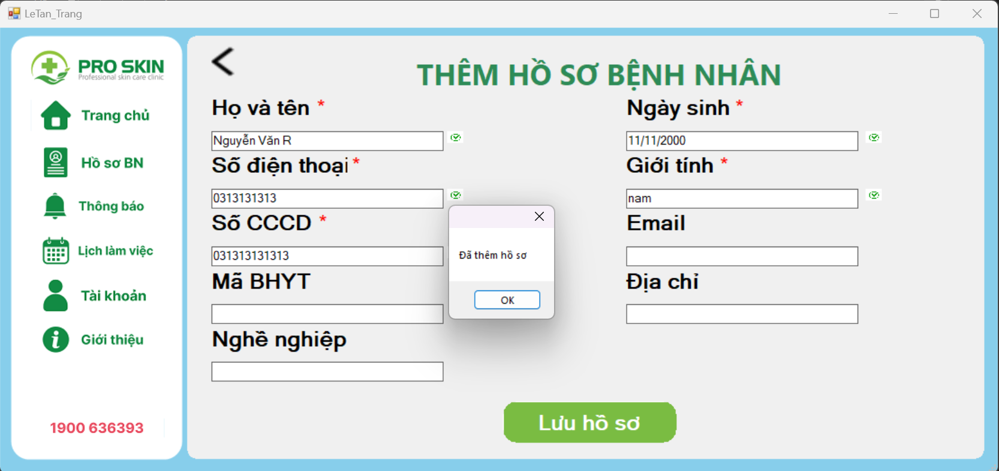 LeTan_Trang
PRO SKIN
Professional skin care clinic
Trang chủ
Hồ sơ BN
Thông báo
Lịch làm việc
Tài khoản
Giới thiệu
1900 636393
THÊM HỒ SƠ BỆNH NHÂN
Họ và tên *
Nguyễn Văn R
Ngày sinh *
11/11/2000
Số điện thoại *
0313131313
Giới tính *
nam
Số CCCD *
031313131313
Email
Mã BHYT
Địa chỉ
Nghề nghiệp
Đã thêm hồ sơ
OK
Lưu hồ sơ